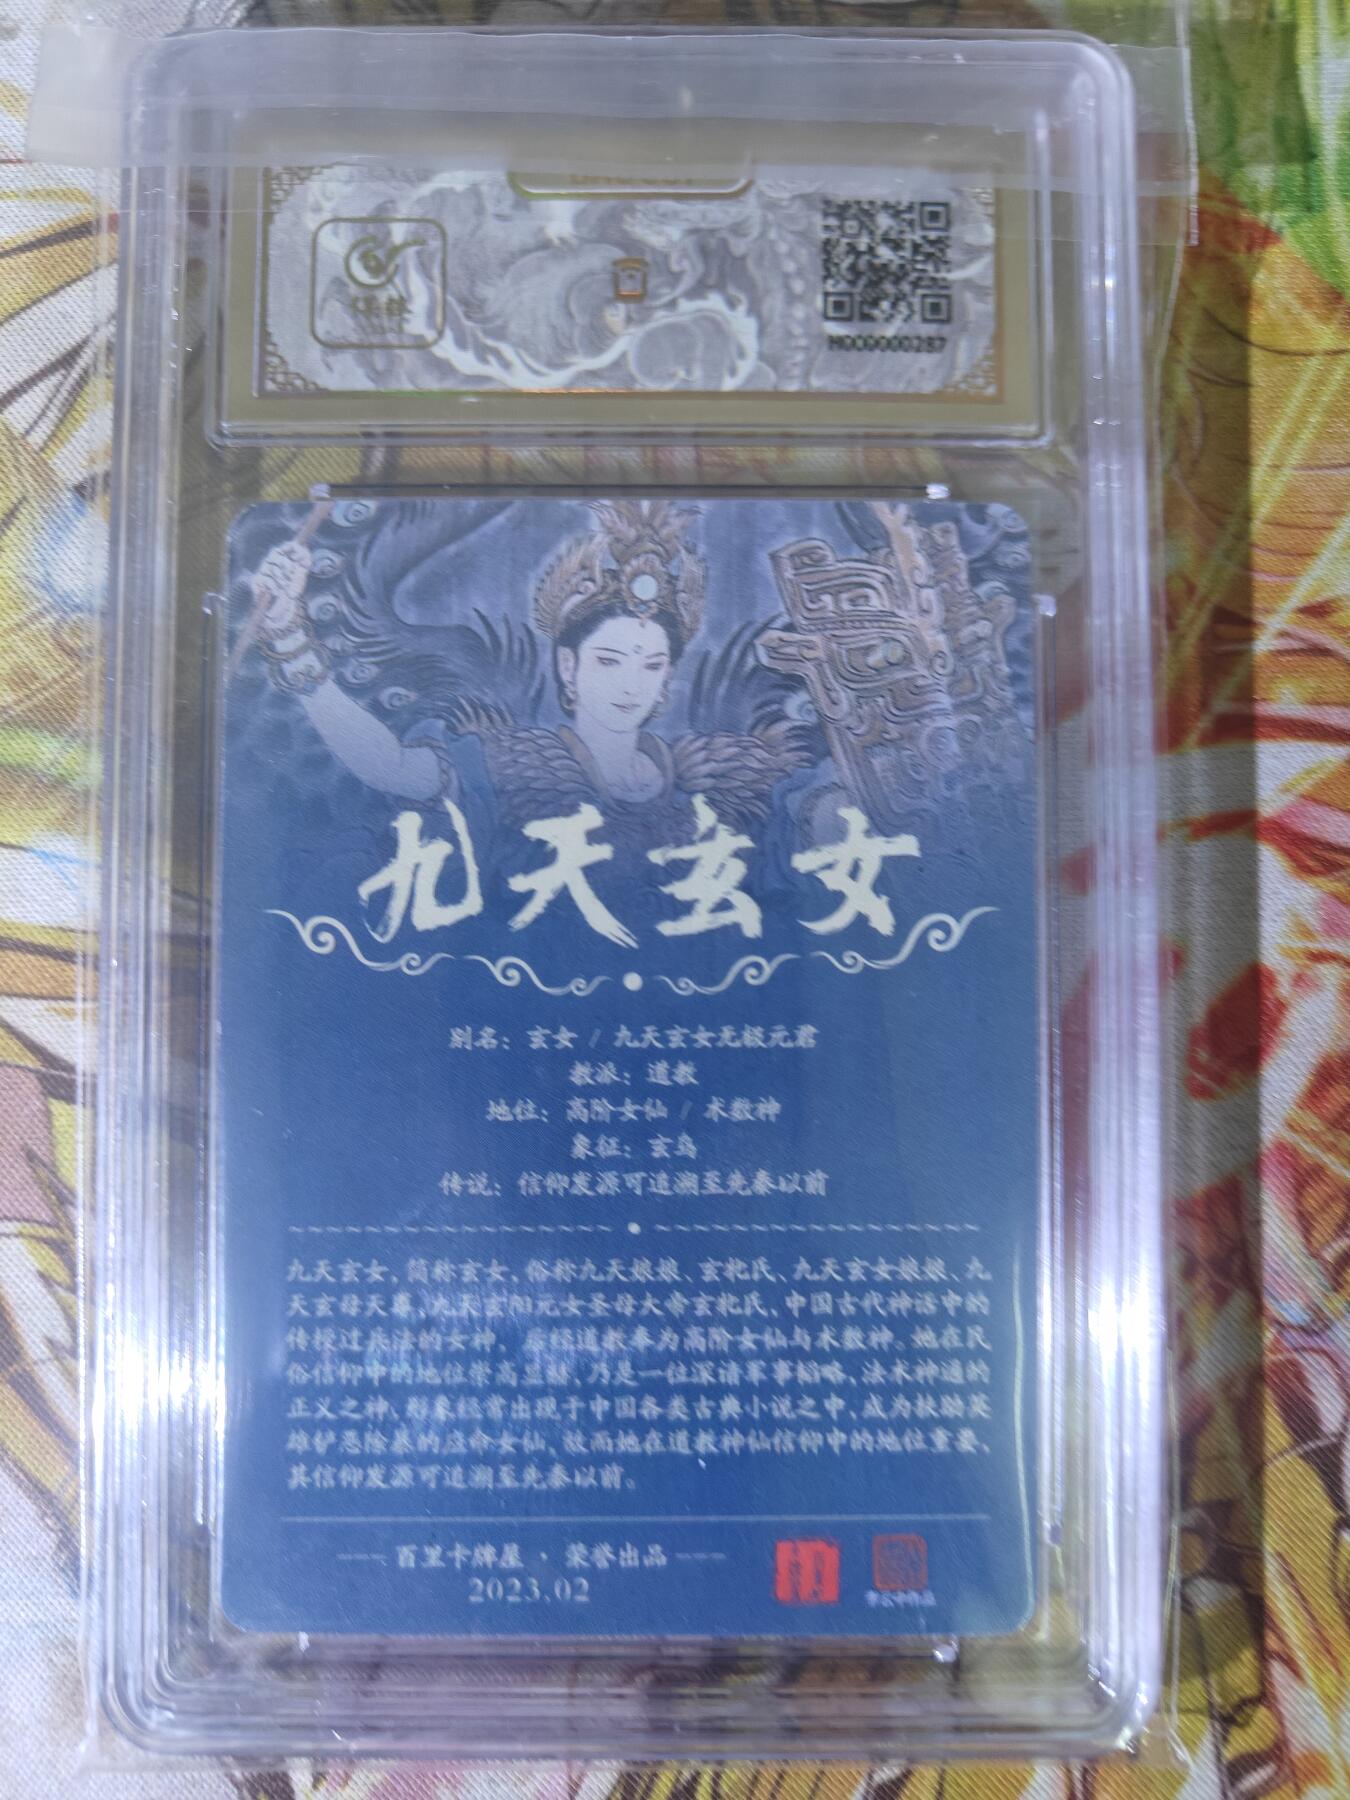 H000000287
九天玄女
别名：玄女 / 九天玄女无极元君
教派：道教
地位：高阶女仙 / 术数神
象征：玄鸟
传说：信仰发源可追溯至先秦以前
九天玄女，简称玄女，俗称九天娘娘、玄牝氏、九天玄女娘娘、九
天玄母天尊，九天玄阳元女圣母大帝玄牝氏，中国古代神话中的
传授过兵法的女神，后经道教奉为高阶女仙与术数神。她在民
俗信仰中的地位崇高显赫，乃是一位深谙军事韬略，法术神通的
正义之神，形象经常出现于中国各类古典小说之中，成为扶助英
雄铲恶除暴的应命女仙，故而她在道教神仙信仰中的地位重要，
其信仰发源可追溯至先秦以前。
百里卡牌屋 · 荣誉出品
2023.02
李云中作品